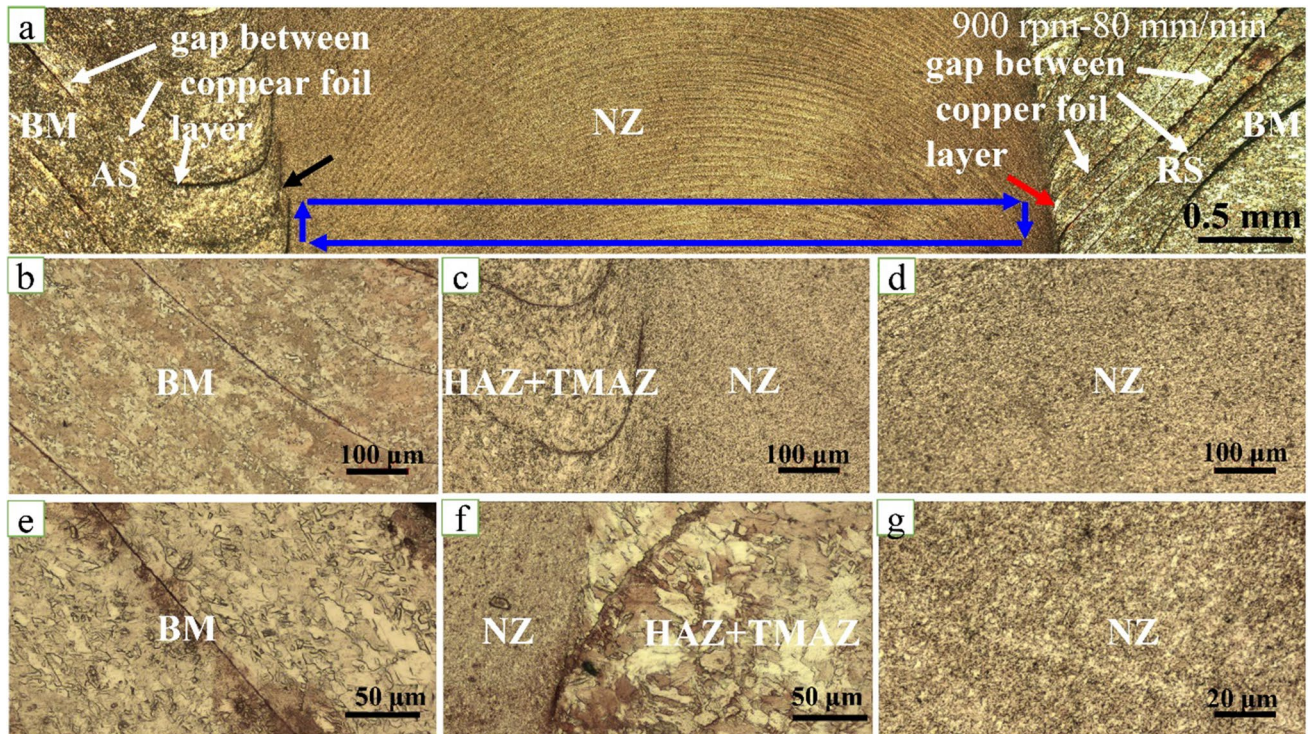 a
900 rpm-80 mm/min
gap between
coppear foil
layer
BM
AS
NZ
gap between
copper foil
layer
RS
BM
0.5 mm
b
BM
100 μm
c
HAZ+TMAZ
NZ
100 μm
d
NZ
100 μm
e
BM
50 μm
f
NZ
HAZ+TMAZ
50 μm
g
NZ
20 μm